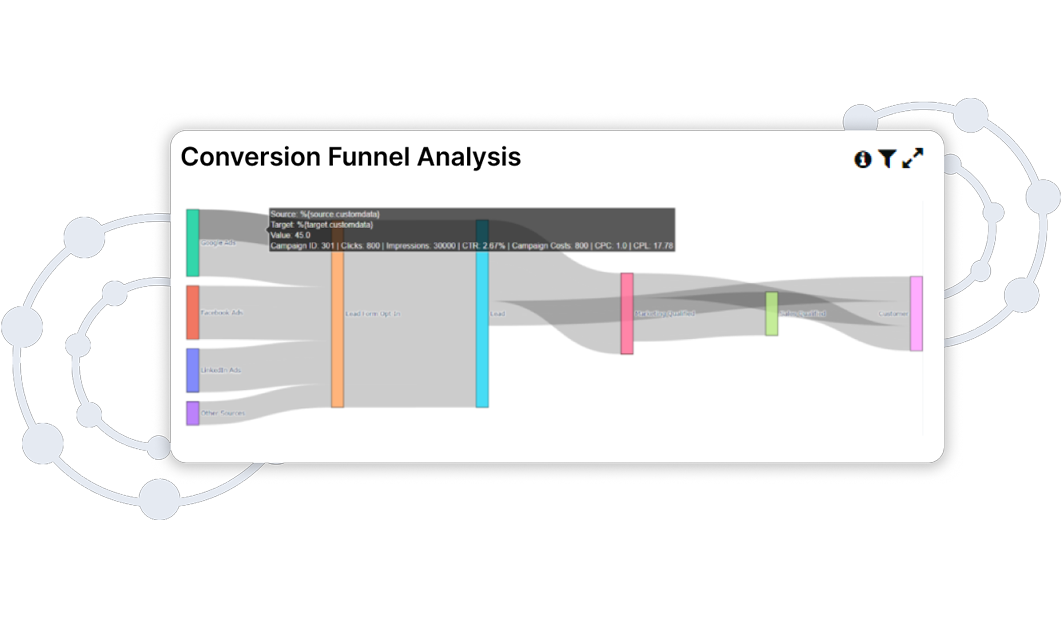 Conversion Funnel Analysis
Source: %{source.customdata}
Target: %{target.customdata}
Value: 45.0
Campaign ID: 301 | Clicks: 800 | Impressions: 30000 | CTR: 2.67% | Campaign Costs: 800 | CPC: 1.0 | CPL: 17.78
Google Ads
Facebook Ads
LinkedIn Ads
Other Sources
Lead Form Opt-In
Lead
Marketing Qualified
Sales Qualified
Customer